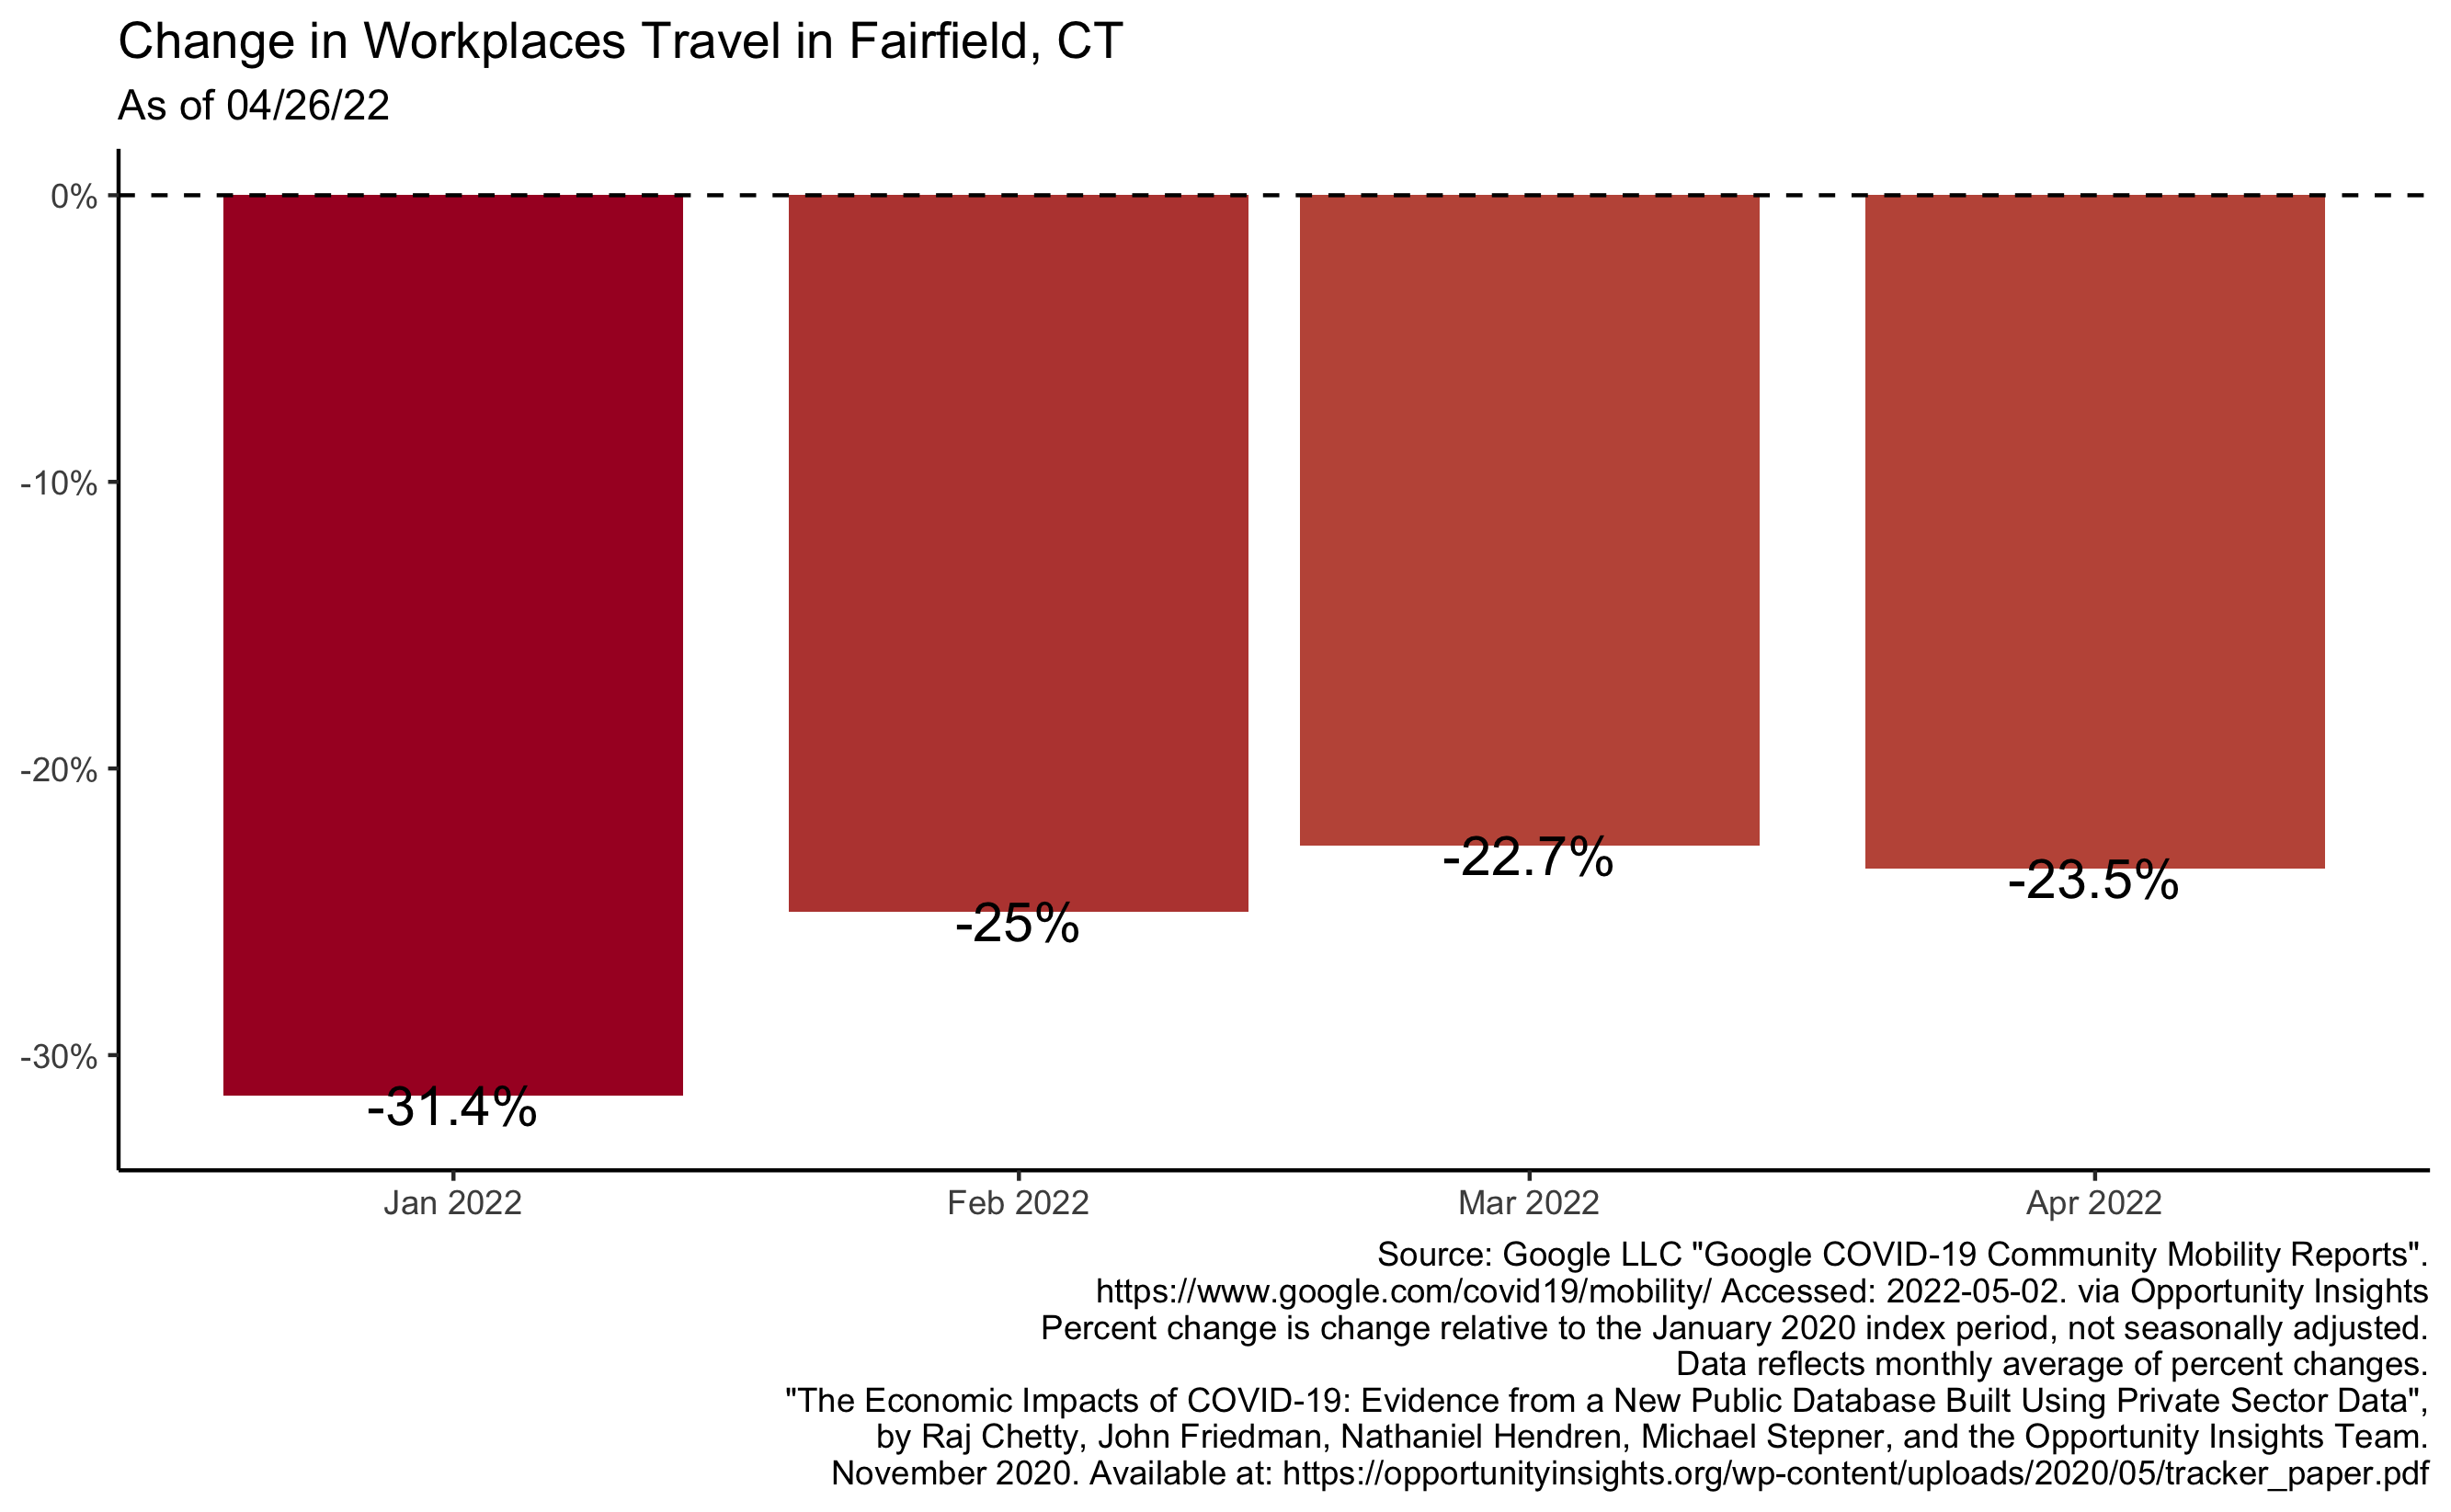 Change in Workplaces Travel in Fairfield, CT
As of 04/26/22
0%
-10%
-20%
-30%
-31.4%
-25%
-22.7%
-23.5%
Jan 2022
Feb 2022
Mar 2022
Apr 2022
Source: Google LLC "Google COVID-19 Community Mobility Reports".
https://www.google.com/covid19/mobility/ Accessed: 2022-05-02. via Opportunity Insights
Percent change is change relative to the January 2020 index period, not seasonally adjusted.
Data reflects monthly average of percent changes.
"The Economic Impacts of COVID-19: Evidence from a New Public Database Built Using Private Sector Data",
by Raj Chetty, John Friedman, Nathaniel Hendren, Michael Stepner, and the Opportunity Insights Team.
November 2020. Available at: https://opportunityinsights.org/wp-content/uploads/2020/05/tracker_paper.pdf